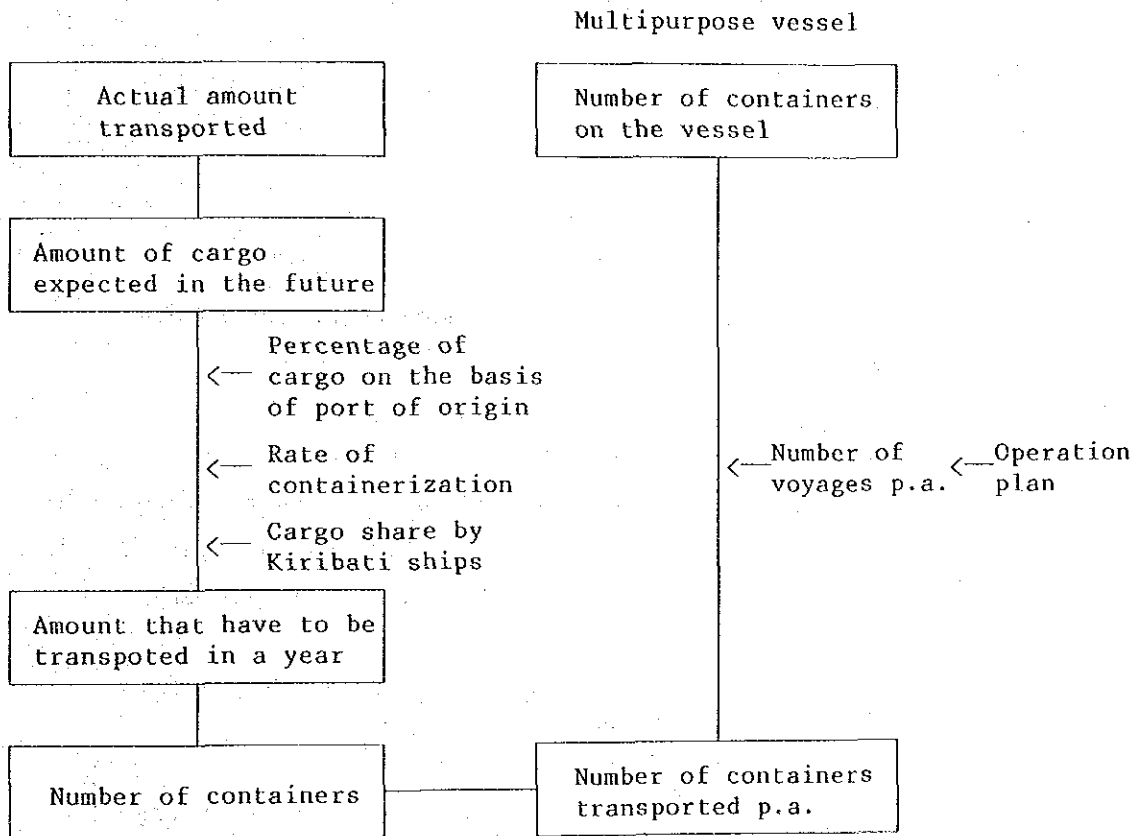 Multipurpose vessel
Actual amount
transported
Number of containers
on the vessel
Amount of cargo
expected in the future
Percentage of
cargo on the basis
of port of origin
Rate of
containerization
Cargo share by
Kiribati ships
Number of
voyages p.a.
Operation
plan
Amount that have to be
transpoted in a year
Number of containers
Number of containers
transported p.a.